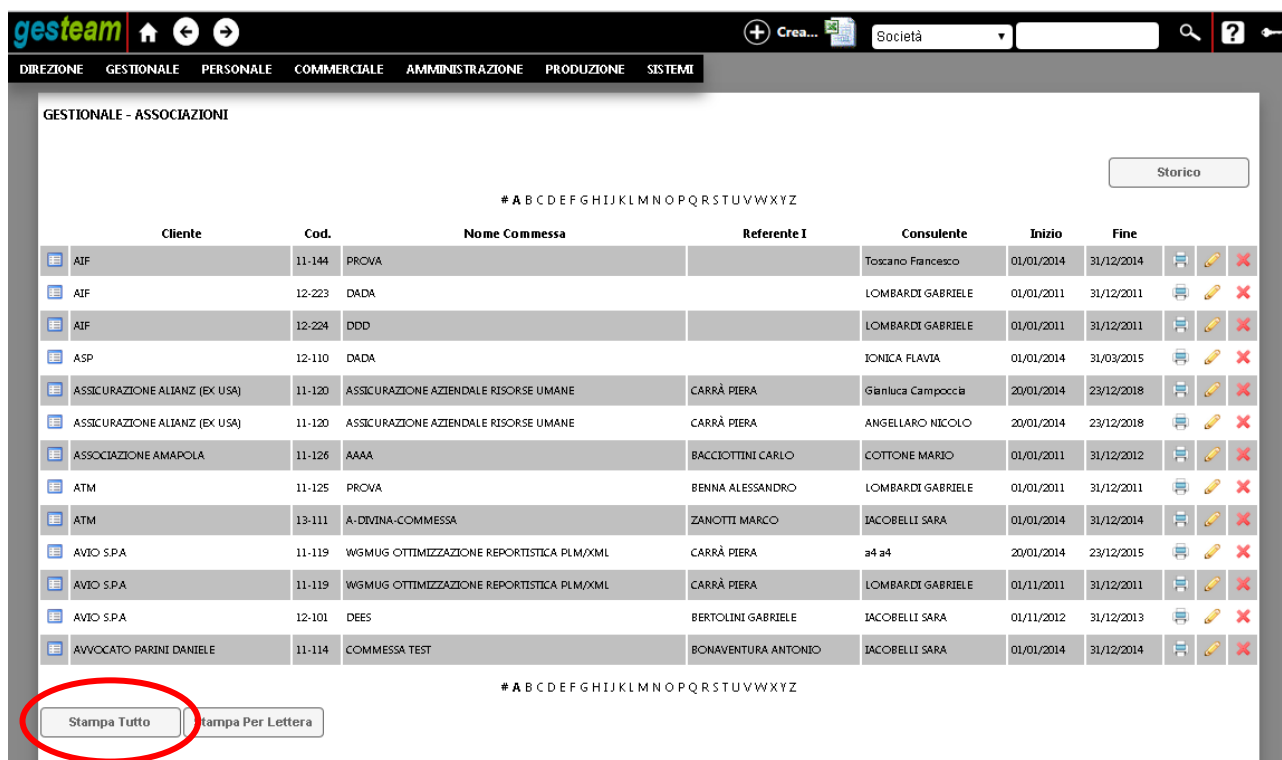 gesteam Crea... Società ?
DIREZIONE GESTIONALE PERSONALE COMMERCIALE AMMINISTRAZIONE PRODUZIONE SISTEMI
GESTIONALE - ASSOCIAZIONI
Storico
# A B C D E F G H I J K L M N O P Q R S T U V W X Y Z
Cliente Cod. Nome Commessa Referente I Consulente Inizio Fine
AIF 11-144 PROVA Toscano Francesco 01/01/2014 31/12/2014
AIF 12-223 DADA LOMBARDI GABRIELE 01/01/2011 31/12/2011
AIF 12-224 DDD LOMBARDI GABRIELE 01/01/2011 31/12/2011
ASP 12-110 DADA IONICA FLAVIA 01/01/2014 31/03/2015
ASSICURAZIONE ALIANZ (EX USA) 11-120 ASSICURAZIONE AZIENDALE RISORSE UMANE CARRÀ PIERA Gianluca Campoccia 20/01/2014 23/12/2018
ASSICURAZIONE ALIANZ (EX USA) 11-120 ASSICURAZIONE AZIENDALE RISORSE UMANE CARRÀ PIERA ANGELLARO NICOLO 20/01/2014 23/12/2018
ASSOCIAZIONE AMAPOLA 11-126 AAAA BACCIOTTINI CARLO COTTONE MARIO 01/01/2011 31/12/2012
ATM 11-125 PROVA BENNA ALESSANDRO LOMBARDI GABRIELE 01/01/2011 31/12/2011
ATM 13-111 A-DIVINA-COMMESSA ZANOTTI MARCO IACOBELLI SARA 01/01/2014 31/12/2014
AVIO S.P.A 11-119 WGMUG OTTIMIZZAZIONE REPORTISTICA PLM/XML CARRÀ PIERA a4 a4 20/01/2014 23/12/2015
AVIO S.P.A 11-119 WGMUG OTTIMIZZAZIONE REPORTISTICA PLM/XML CARRÀ PIERA LOMBARDI GABRIELE 01/11/2011 31/12/2011
AVIO S.P.A 12-101 DEES BERTOLINI GABRIELE IACOBELLI SARA 01/11/2012 31/12/2013
AVVOCATO PARINI DANIELE 11-114 COMMESSA TEST BONAVENTURA ANTONIO IACOBELLI SARA 01/01/2014 31/12/2014
# A B C D E F G H I J K L M N O P Q R S T U V W X Y Z
Stampa Tutto Stampa Per Lettera